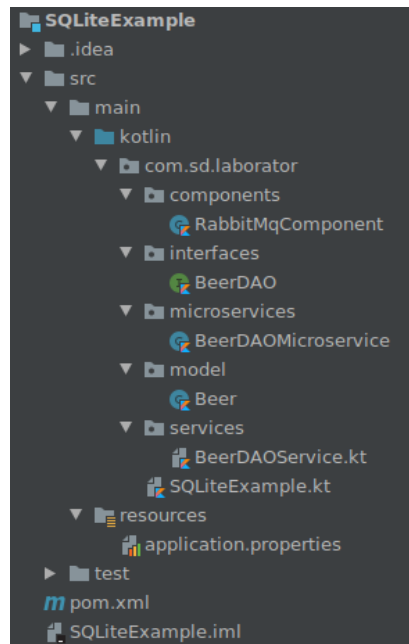 SQLiteExample
.idea
src
main
kotlin
com.sd.laborator
components
RabbitMqComponent
interfaces
BeerDAO
microservices
BeerDAOMicroservice
model
Beer
services
BeerDAOService.kt
SQLiteExample.kt
resources
application.properties
test
pom.xml
SQLiteExample.iml